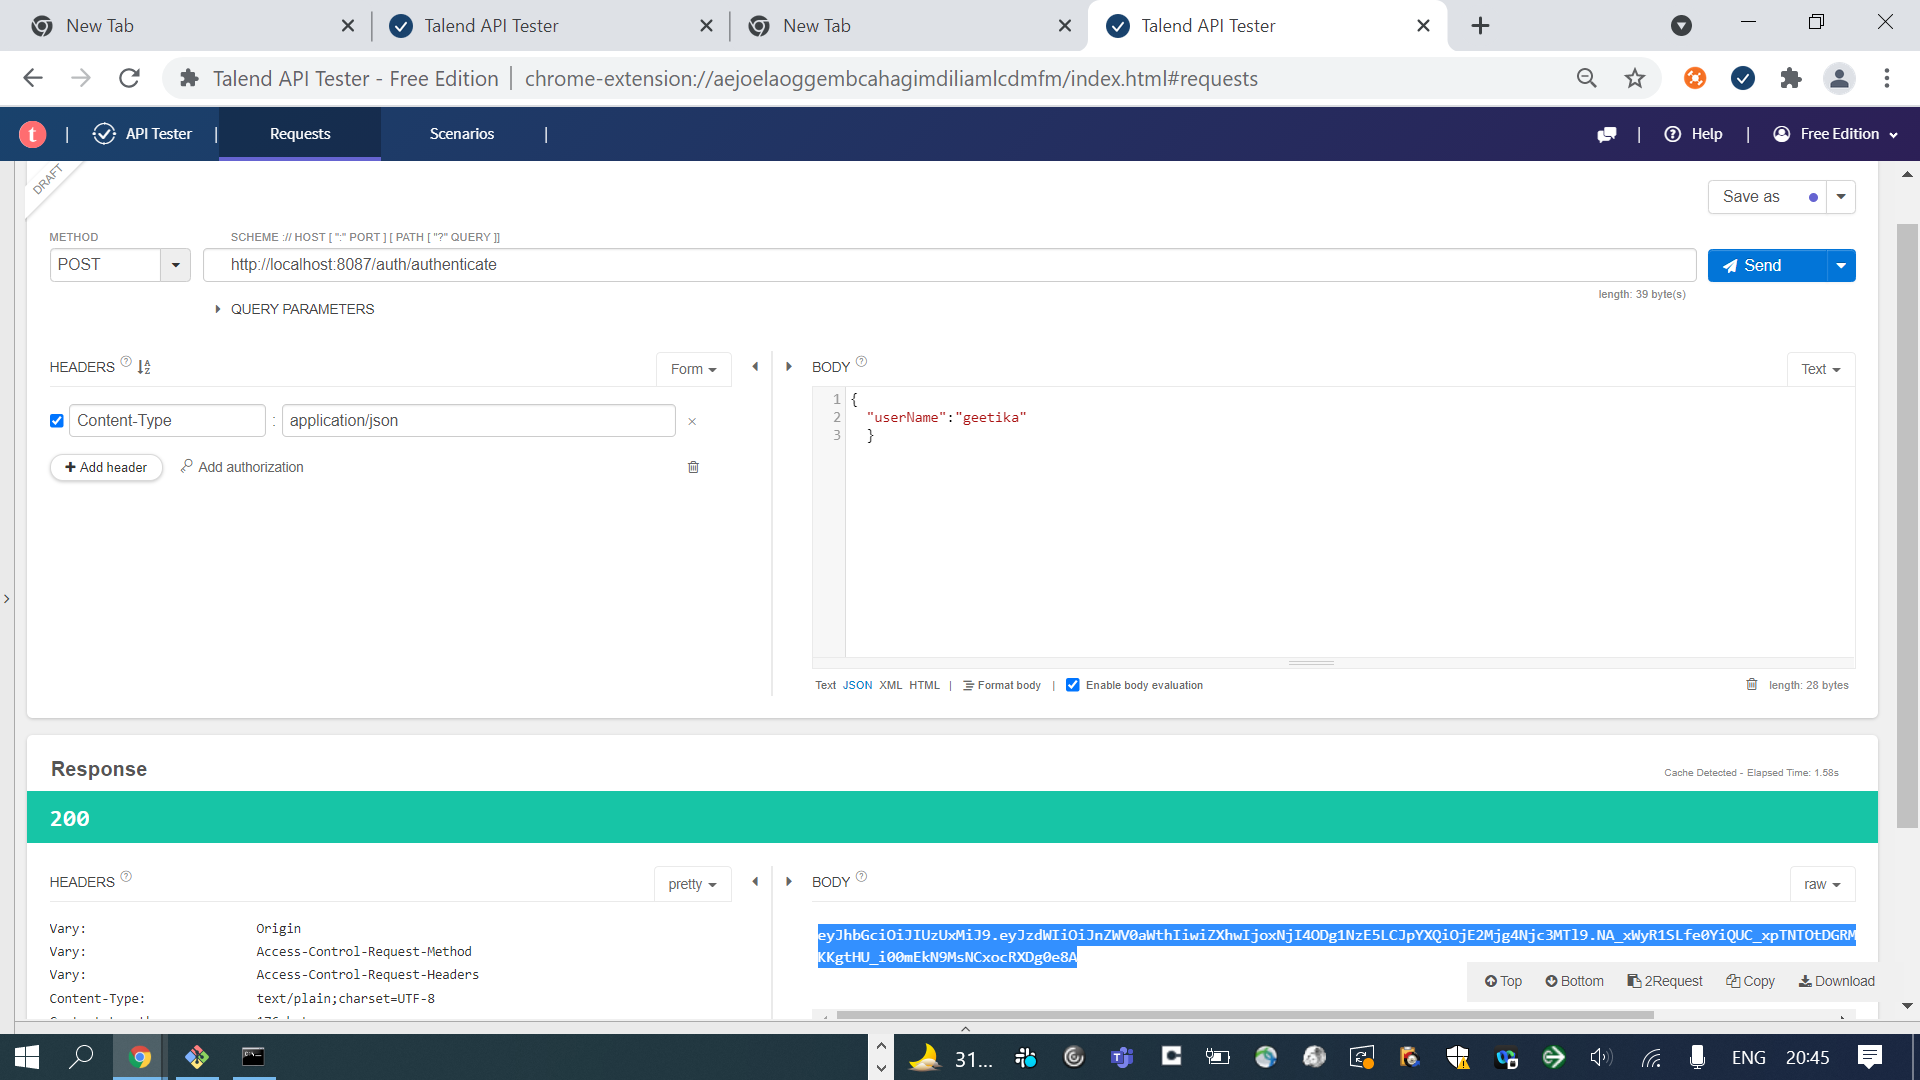 New Tab
Talend API Tester
New Tab
Talend API Tester
Talend API Tester - Free Edition
chrome-extension://aejoelaoggembcahagimdiliamlcdmfm/index.html#requests
t | API Tester | Requests Scenarios |
| Help | Free Edition
DRAFT
Save as
METHOD
SCHEME :// HOST [ ":" PORT ] [ PATH [ "?" QUERY ]]
POST
http://localhost:8087/auth/authenticate
Send
length: 39 byte(s)
QUERY PARAMETERS
HEADERS
Form
Content-Type : application/json
Add header
Add authorization
BODY
Text
1 {
2 "userName":"geetika"
3 }
Text JSON XML HTML | Format body | Enable body evaluation
length: 28 bytes
Response
Cache Detected - Elapsed Time: 1.58s
200
HEADERS
pretty
Vary: Origin
Vary: Access-Control-Request-Method
Vary: Access-Control-Request-Headers
Content-Type: text/plain;charset=UTF-8
BODY
raw
eyJhbGciOiJIUzUxMiJ9.eyJzdWIiOiJnZWV0aWthIiwiZXhwIjoxNjI4ODg1NzE5LCJpYXQiOjE2Mjg4Njc3MTl9.NA_xWyR1SLfe0YiQUC_xpTNTOtDGRM
KKgtHU_i00mEkN9MsNCxocRXDg0e8A
Top Bottom 2Request Copy Download
31...
ENG 20:45